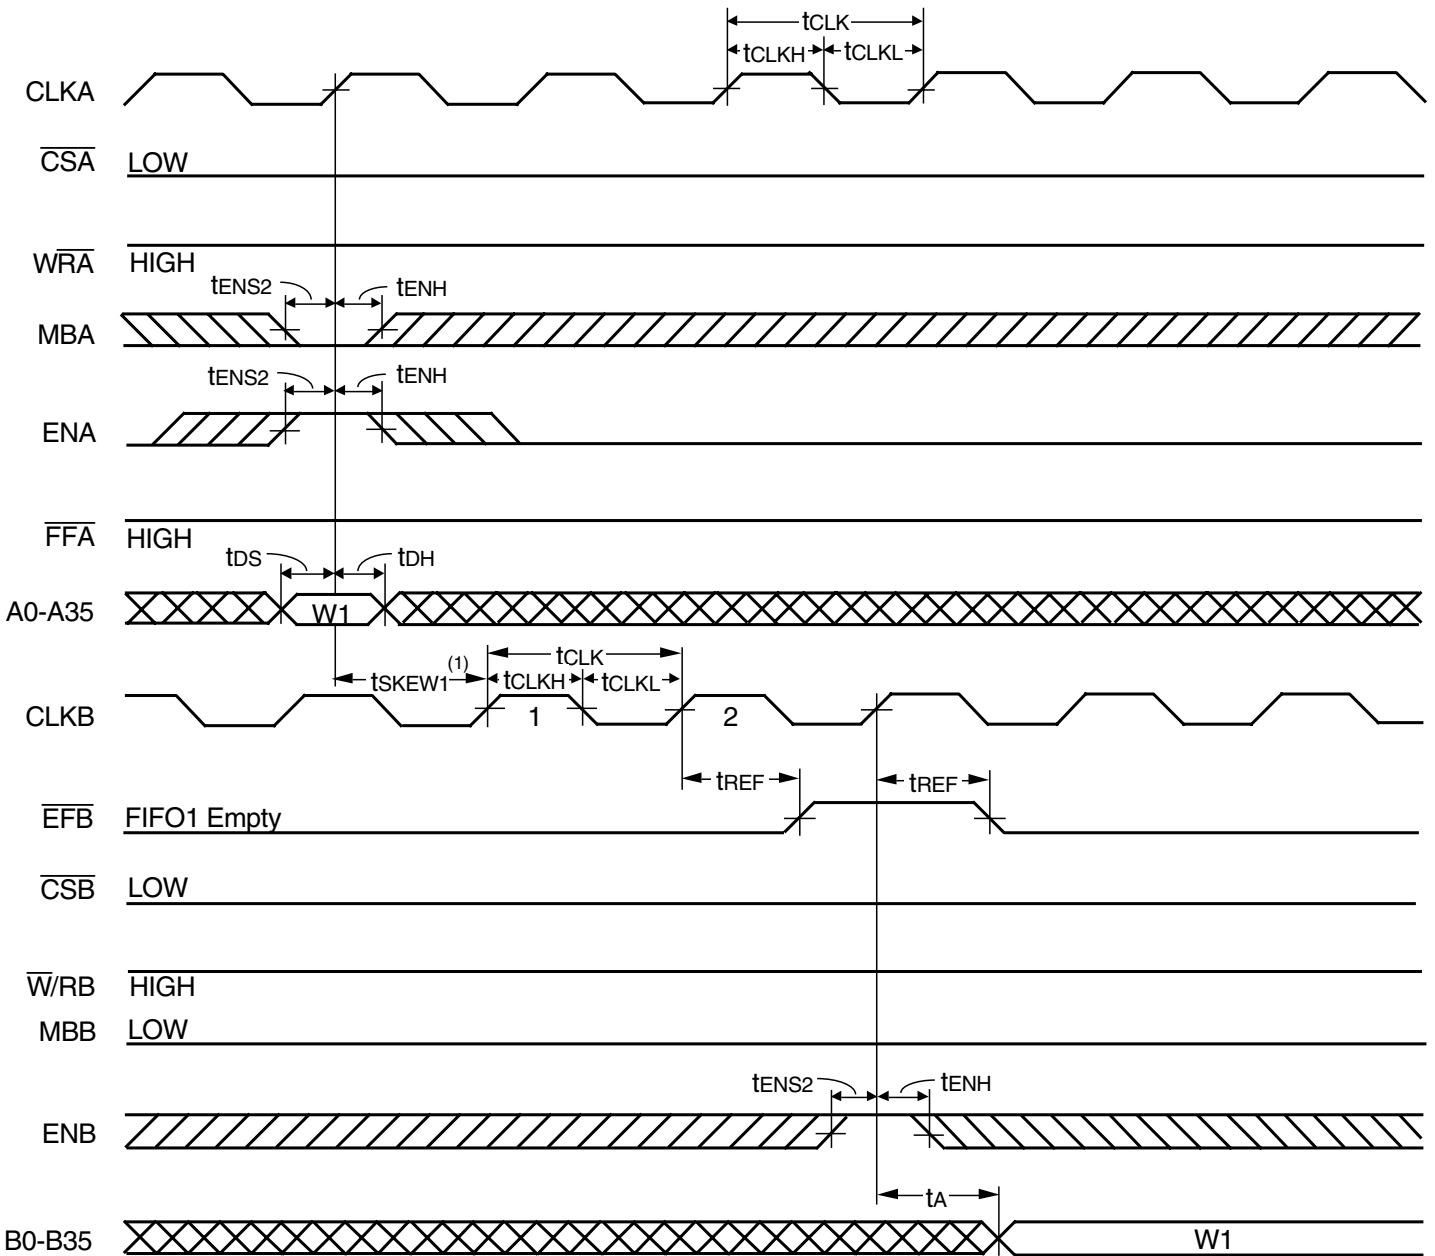 tCLK
tCLKH tCLKL
CLKA
CSA LOW
WRA HIGH
tENS2 tENH
MBA
tENS2 tENH
ENA
FFA HIGH
tDS tDH
A0-A35 W1
tSKEW1 (1) tCLK
tCLKH tCLKL
CLKB 1 2
tREF tREF
EFB FIFO1 Empty
CSB LOW
W/RB HIGH
MBB LOW
tENS2 tENH
ENB
tA
B0-B35 W1